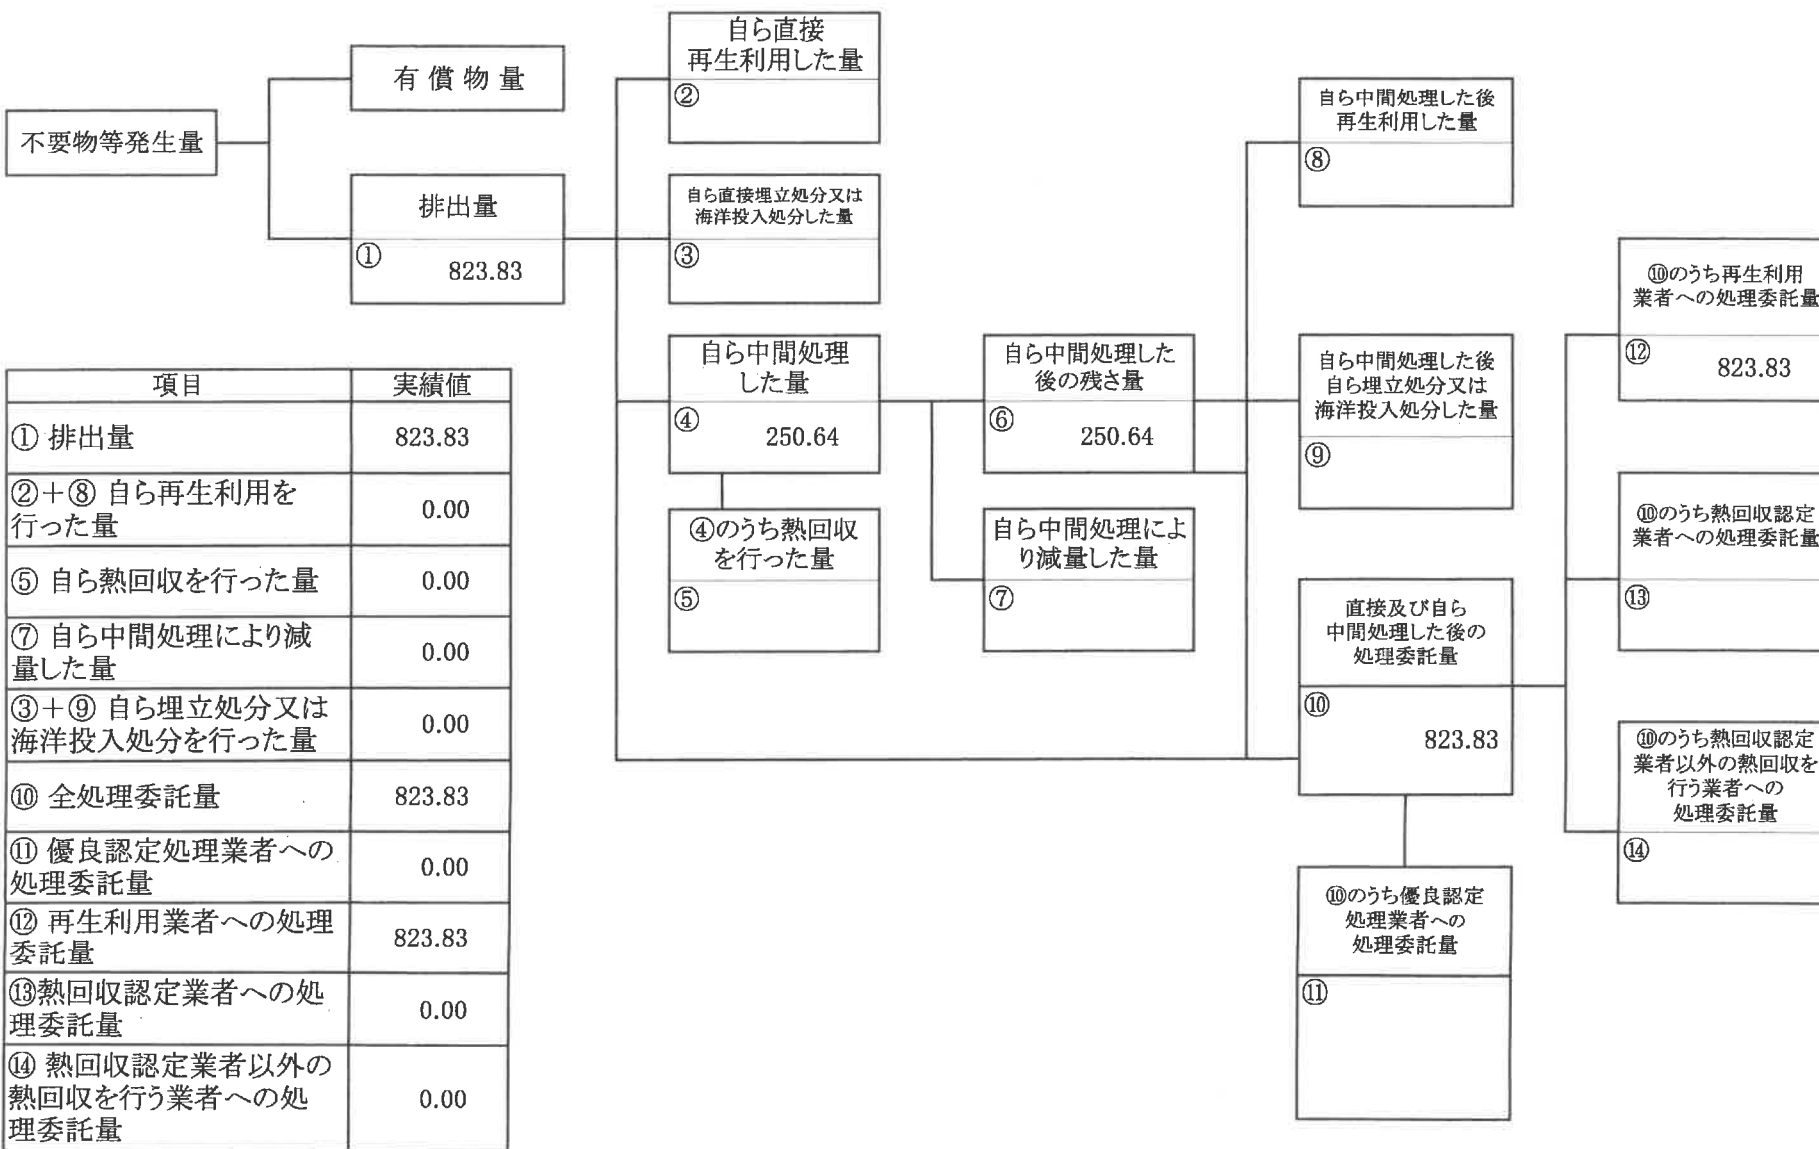 不要物等発生量
有償物量
排出量
①
823.83
自ら直接
再生利用した量
②
自ら直接埋立処分又は
海洋投入処分した量
③
自ら中間処理
した量
④
250.64
④のうち熱回収
を行った量
⑤
自ら中間処理した
後の残さ量
⑥
250.64
自ら中間処理によ
り減量した量
⑦
自ら中間処理した後
再生利用した量
⑧
自ら中間処理した後
自ら埋立処分又は
海洋投入処分した量
⑨
直接及び自ら
中間処理した後の
処理委託量
⑩
823.83
⑩のうち優良認定
処理業者への
処理委託量
⑪
⑩のうち再生利用
業者への処理委託量
⑫
823.83
⑩のうち熱回収認定
業者への処理委託量
⑬
⑩のうち熱回収認定
業者以外の熱回収を
行う業者への
処理委託量
⑭
項目 実績値
① 排出量 823.83
②+⑧ 自ら再生利用を
行った量 0.00
⑤ 自ら熱回収を行った量 0.00
⑦ 自ら中間処理により減
量した量 0.00
③+⑨ 自ら埋立処分又は
海洋投入処分を行った量 0.00
⑩ 全処理委託量 823.83
⑪ 優良認定処理業者への
処理委託量 0.00
⑫ 再生利用業者への処理
委託量 823.83
⑬熱回収認定業者への処
理委託量 0.00
⑭ 熱回収認定業者以外の
熱回収を行う業者への処
理委託量 0.00